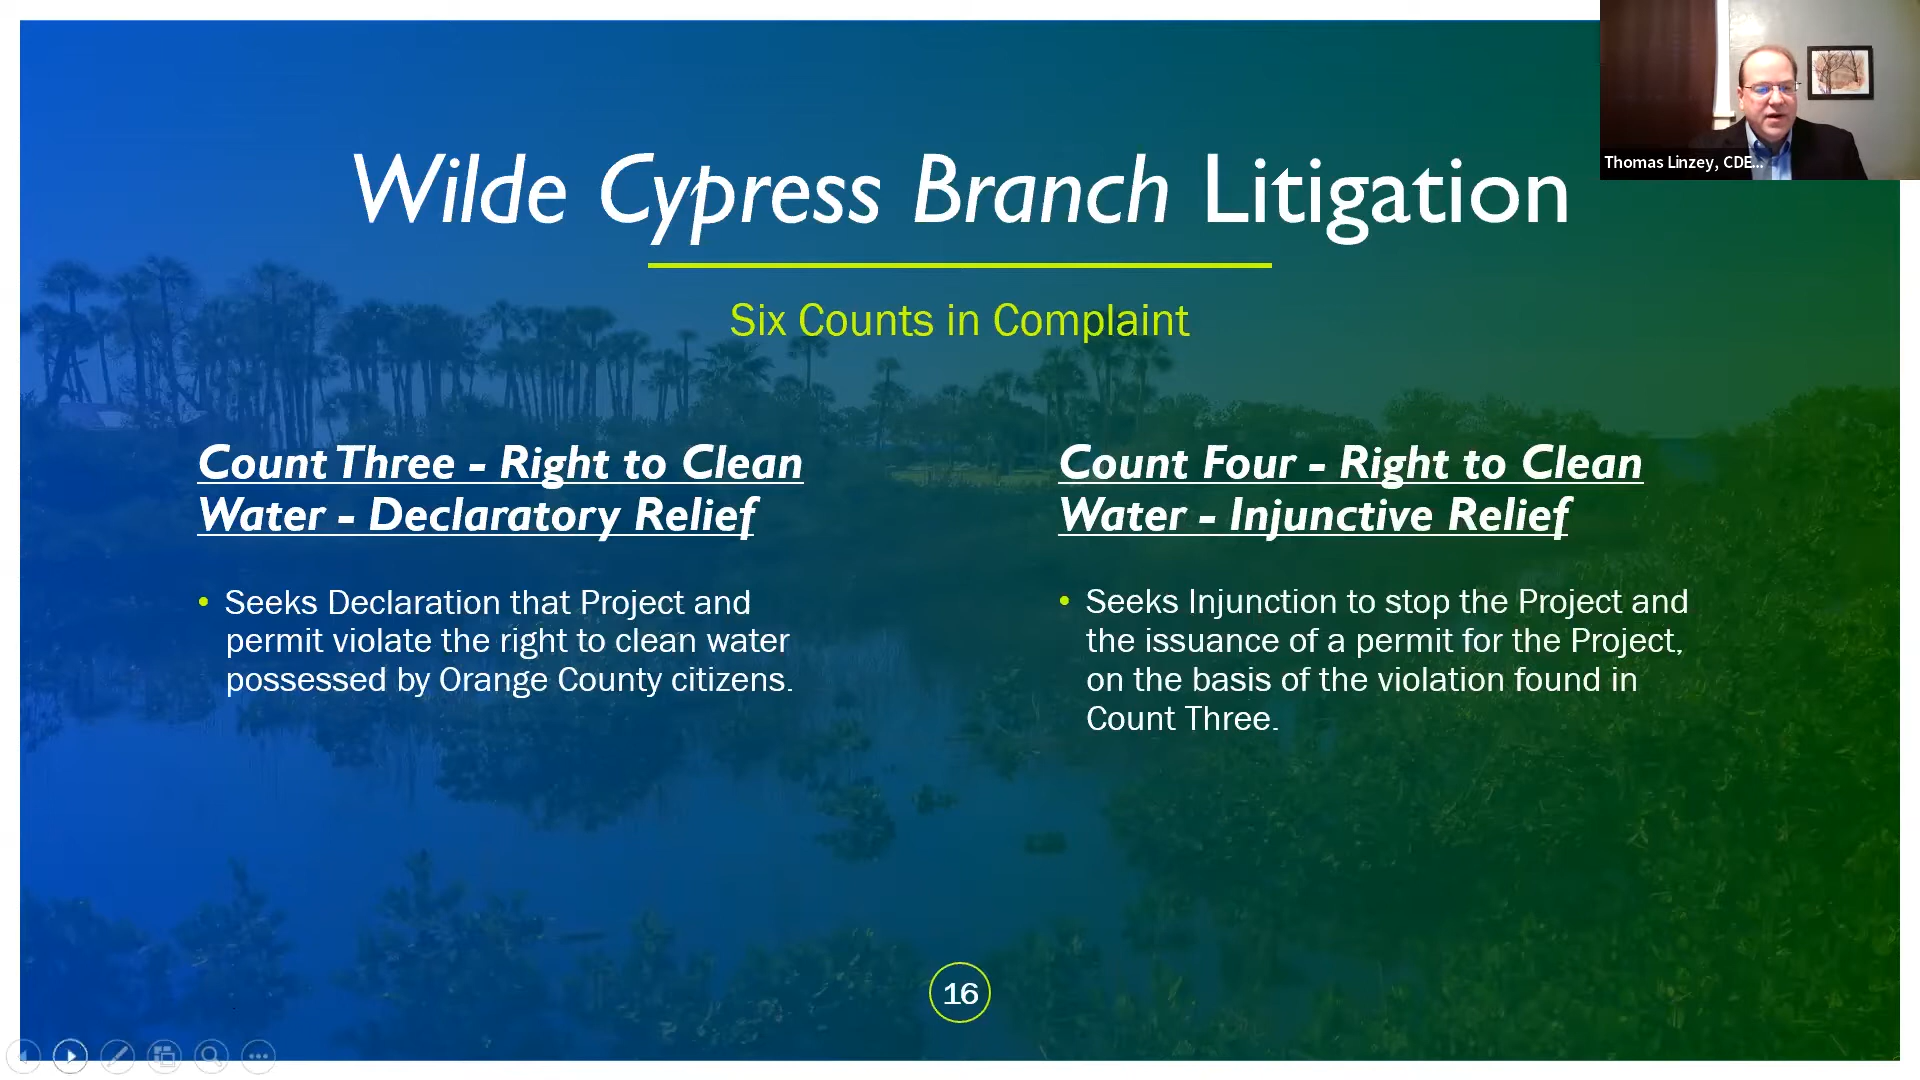 Wilde Cypress Branch Litigation
Six Counts in Complaint
Count Three - Right to Clean
Water - Declaratory Relief
• Seeks Declaration that Project and
permit violate the right to clean water
possessed by Orange County citizens.
Count Four - Right to Clean
Water - Injunctive Relief
• Seeks Injunction to stop the Project and
the issuance of a permit for the Project,
on the basis of the violation found in
Count Three.
16
Thomas Linzey, CDE...